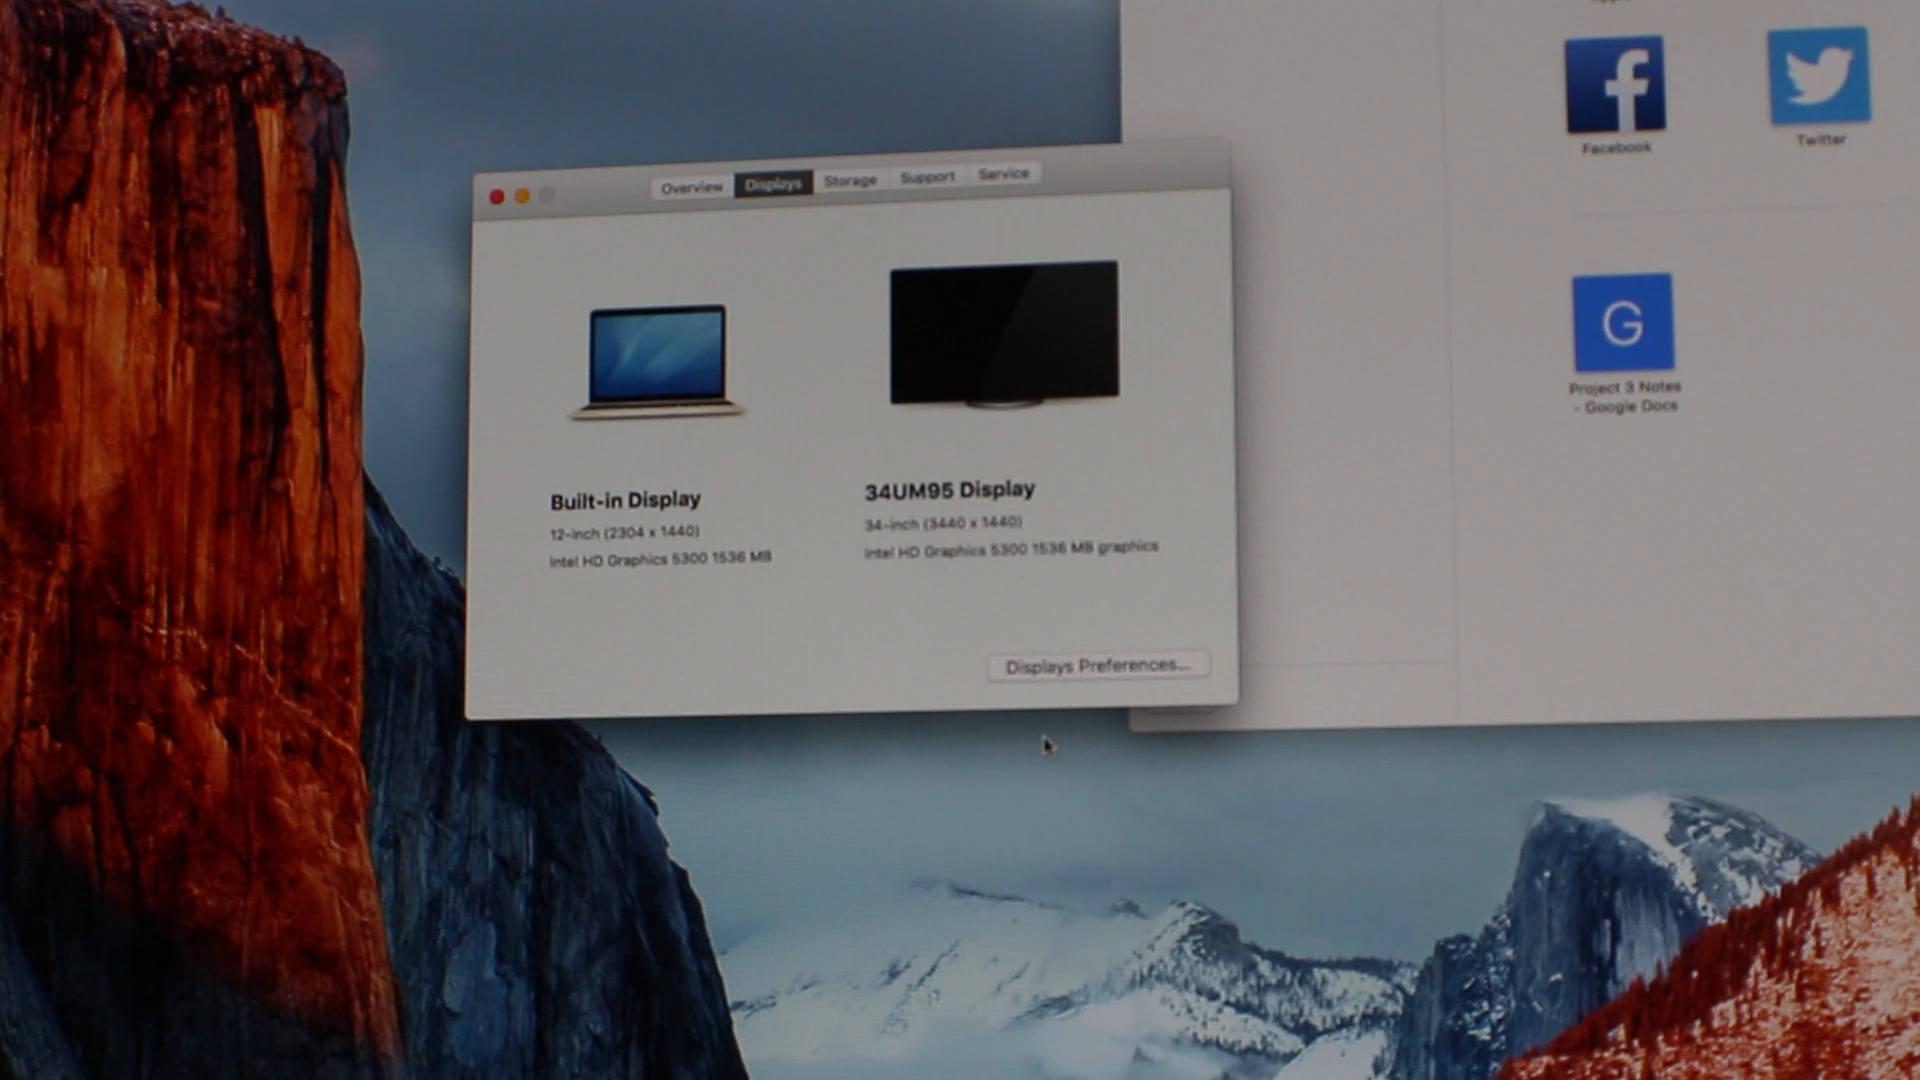 Overview Displays Storage Support Service
Built-in Display
12-inch (2304 x 1440)
Intel HD Graphics 5300 1536 MB
34UM95 Display
34-inch (3440 x 1440)
Intel HD Graphics 5300 1536 MB graphics
Displays Preferences...
Facebook
Twitter
G
Project 3 Notes
- Google Docs